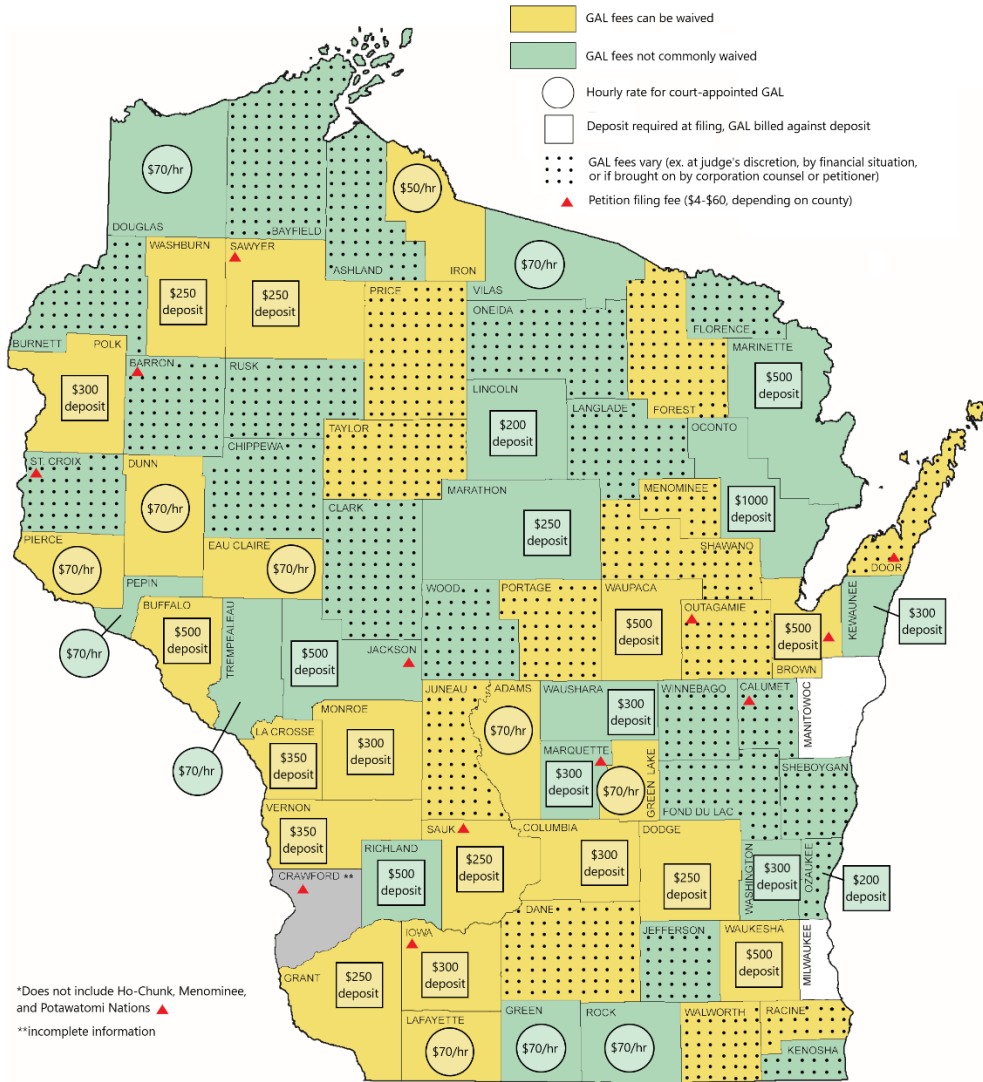 GAL fees can be waived
GAL fees not commonly waived
Hourly rate for court-appointed GAL
Deposit required at filing, GAL billed against deposit
GAL fees vary (ex. at judge's discretion, by financial situation,
or if brought on by corporation counsel or petitioner)
Petition filing fee ($4-$60, depending on county)
$70/hr
DOUGLAS
BAYFIELD
ASHLAND
$50/hr
IRON
$70/hr
VILAS
WASHBURN
$250
deposit
SAWYER
$250
deposit
PRICE
ONEIDA
FLORENCE
FOREST
MARINETTE
$500
deposit
BURNETT
POLK
$300
deposit
BARRON
RUSK
LINCOLN
$200
deposit
LANGLADE
OCONTO
$1000
deposit
TAYLOR
CHIPPEWA
ST. CROIX
DUNN
$70/hr
CLARK
MARATHON
$250
deposit
MENOMINEE
SHAWANO
DOOR
PIERCE
$70/hr
EAU CLAIRE
$70/hr
PEPIN
$70/hr
BUFFALO
$500
deposit
TREMPEALEAU
$70/hr
$500
deposit
JACKSON
WOOD
PORTAGE
WAUPACA
$500
deposit
OUTAGAMIE
$500
deposit
BROWN
KEWAUNEE
$300
deposit
LA CROSSE
$350
deposit
MONROE
$300
deposit
JUNEAU
ADAMS
$70/hr
WAUSHARA
$300
deposit
WINNEBAGO
CALUMET
MANITOWOC
MARQUETTE
$300
deposit
$70/hr
GREEN LAKE
FOND DU LAC
SHEBOYGAN
VERNON
$350
deposit
SAUK
$250
deposit
COLUMBIA
$300
deposit
DODGE
$250
deposit
WASHINGTON
$300
deposit
OZAUKEE
$200
deposit
CRAWFORD **
RICHLAND
$500
deposit
DANE
JEFFERSON
WAUKESHA
$500
deposit
MILWAUKEE
GRANT
$250
deposit
IOWA
$300
deposit
LAFAYETTE
$70/hr
GREEN
$70/hr
ROCK
$70/hr
WALWORTH
RACINE
KENOSHA
*Does not include Ho-Chunk, Menominee,
and Potawatomi Nations
**incomplete information